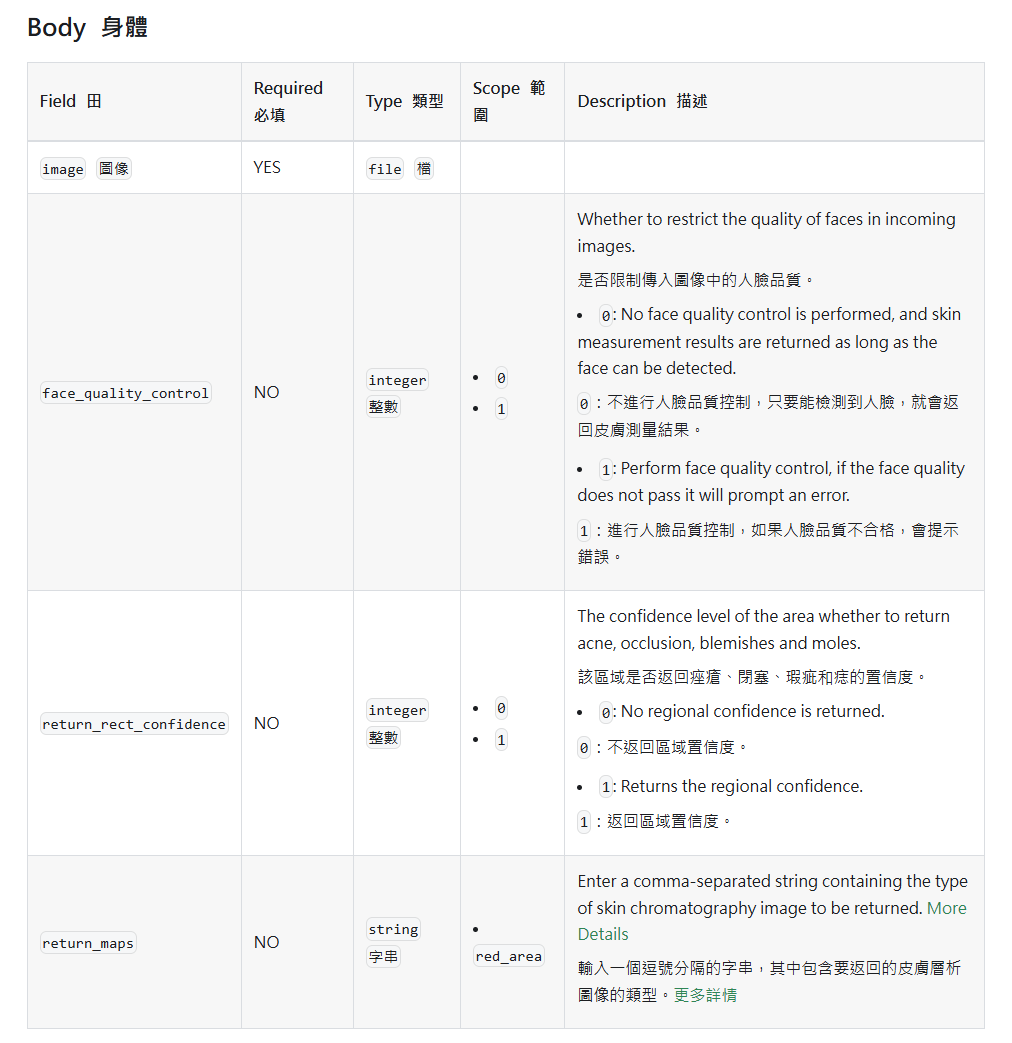 Body 身體
Field 田
Required
必填
Type 類型
Scope 範
圍
Description 描述
image 圖像
YES
file 檔
face_quality_control
NO
integer
整數
• 0
• 1
Whether to restrict the quality of faces in incoming
images.
是否限制傳入圖像中的人臉品質。
• 0: No face quality control is performed, and skin
measurement results are returned as long as the
face can be detected.
0：不進行人臉品質控制，只要能檢測到人臉，就會返
回皮膚測量結果。
• 1: Perform face quality control, if the face quality
does not pass it will prompt an error.
1：進行人臉品質控制，如果人臉品質不合格，會提示
錯誤。
return_rect_confidence
NO
integer
整數
• 0
• 1
The confidence level of the area whether to return
acne, occlusion, blemishes and moles.
該區域是否返回痤瘡、閉塞、瑕疵和痣的置信度。
• 0: No regional confidence is returned.
0：不返回區域置信度。
• 1: Returns the regional confidence.
1：返回區域置信度。
return_maps
NO
string
字串
•
red_area
Enter a comma-separated string containing the type
of skin chromatography image to be returned. More
Details
輸入一個逗號分隔的字串，其中包含要返回的皮膚層析
圖像的類型。更多詳情